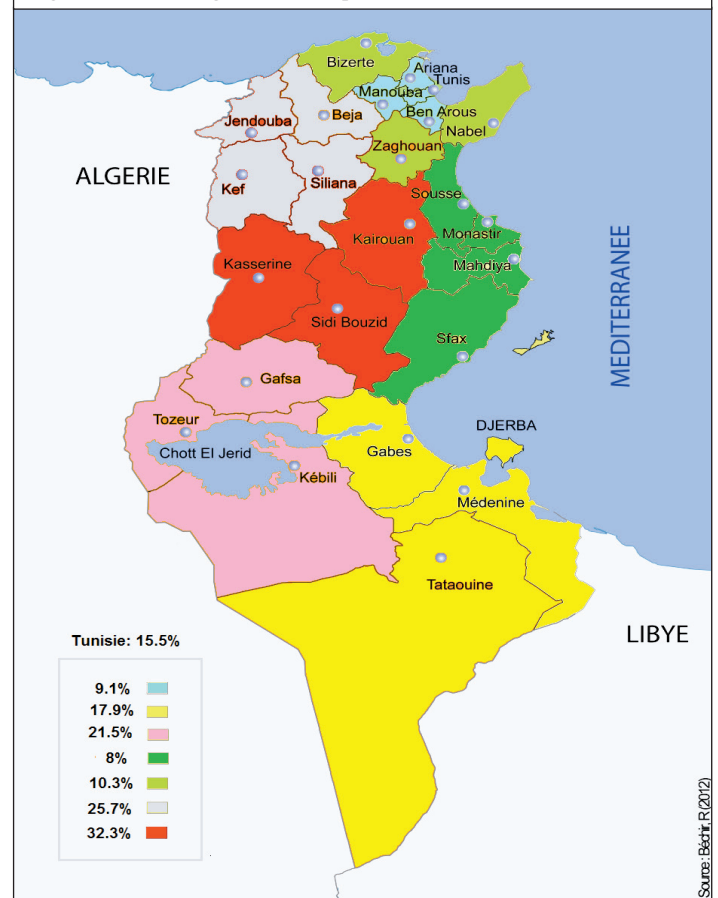 Bizerte
Ariana
Tunis
Manouba
Ben Arous
Nabel
Jendouba
Beja
Zaghouan
ALGERIE
Kef
Siliana
Sousse
Kairouan
Monastir
Kasserine
Mahdiya
MEDITERRANEE
Sidi Bouzid
Sfax
Gafsa
Tozeur
Chott El Jerid
Kébili
Gabes
DJERBA
Médenine
Tataouine
LIBYE
Tunisie: 15.5%
9.1%
17.9%
21.5%
8%
10.3%
25.7%
32.3%
Source : Béchir, R (2012)